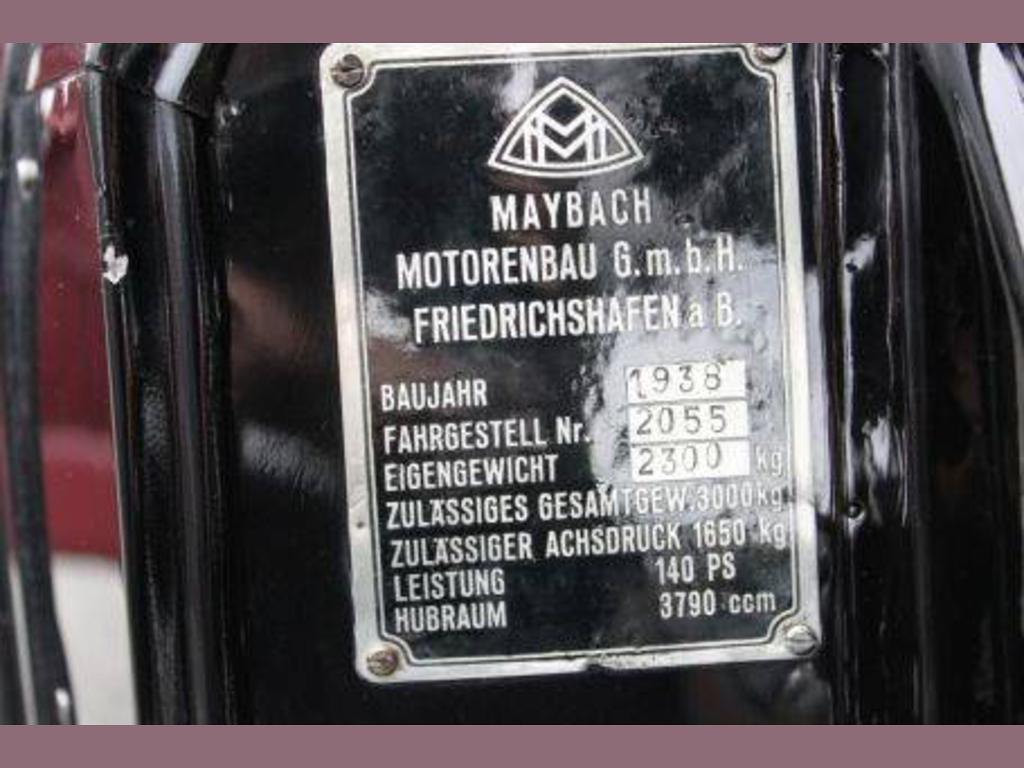 MAYBACH
MOTORENBAU G.m.b.H.
FRIEDRICHSHAFEN a B.
BAUJAHR 1938
FAHRGESTELL Nr. 2055
EIGENGEWICHT 2300 kg
ZULÄSSIGES GESAMTGEW. 3000 kg
ZULÄSSIGER ACHSDRUCK 1650 kg
LEISTUNG 140 PS
HUBRAUM 3790 ccm